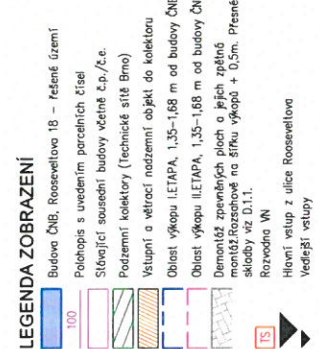 LEGENDA ZOBRAZENÍ
Budova ČNB, Rooseveltova 18 - řešené území
100
Polohopis s uvedením parcelních čísel
Stávající sousední budovy včetně č.p./č.e.
Podzemní kolektory (Technické sítě Brno)
Vstupní a větrací nadzemní objekt do kolektoru
Oblast výkopu I.ETAPA, 1,35-1,68 m od budovy ČNB
Oblast výkopu II.ETAPA, 1,35-1,68 m od budovy ČN
Demontáž zpevněných ploch a jejich zpětná
montáž.Rozsahově na šířku výkopů + 0,5m. Přesné
skladby viz D.1.1.
TS
Rozvodna VN
Hlavní vstup z ulice Rooseveltova
Vedlejší vstupy